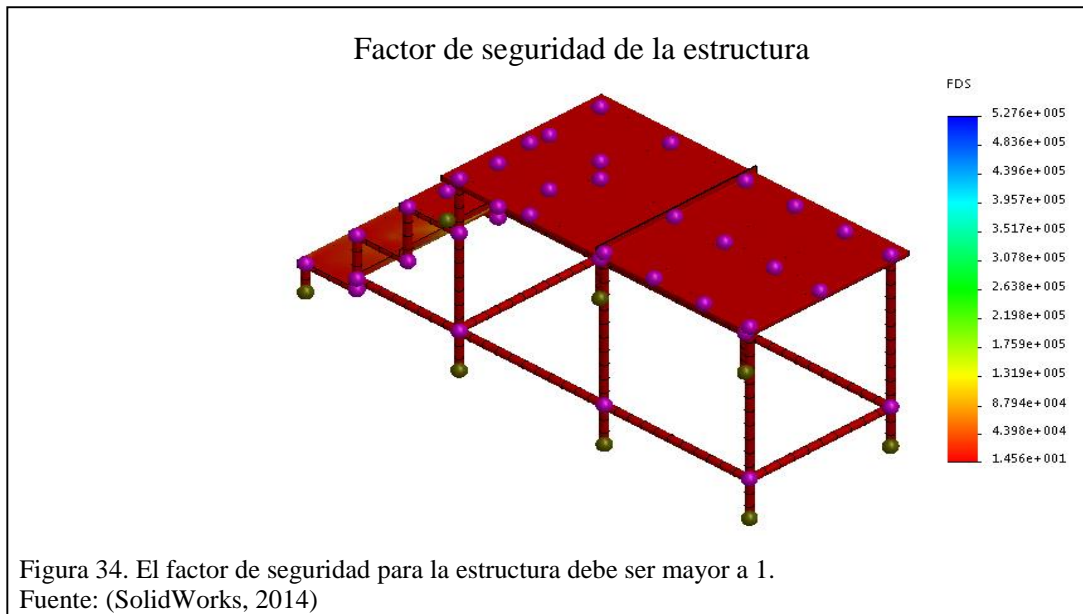 Factor de seguridad de la estructura
FDS
5.276e+005
4.836e+005
4.396e+005
3.957e+005
3.517e+005
3.078e+005
2.638e+005
2.198e+005
1.759e+005
1.319e+005
8.794e+004
4.398e+004
1.456e+001
Figura 34. El factor de seguridad para la estructura debe ser mayor a 1.
Fuente: (SolidWorks, 2014)